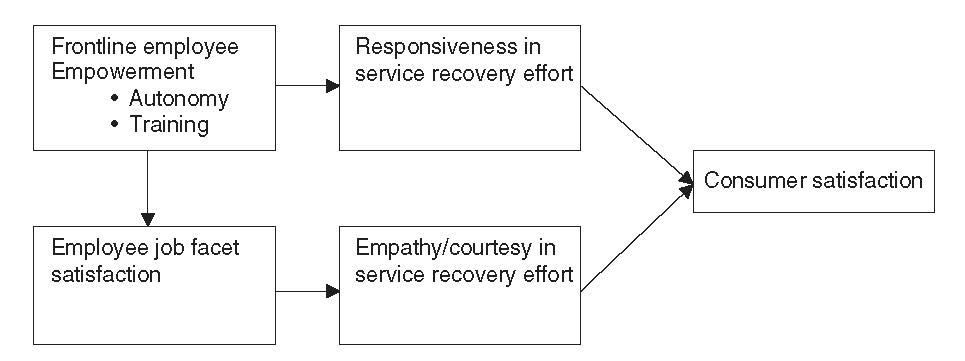 Frontline employee
Empowerment
• Autonomy
• Training
Responsiveness in
service recovery effort
Consumer satisfaction
Employee job facet
satisfaction
Empathy/courtesy in
service recovery effort